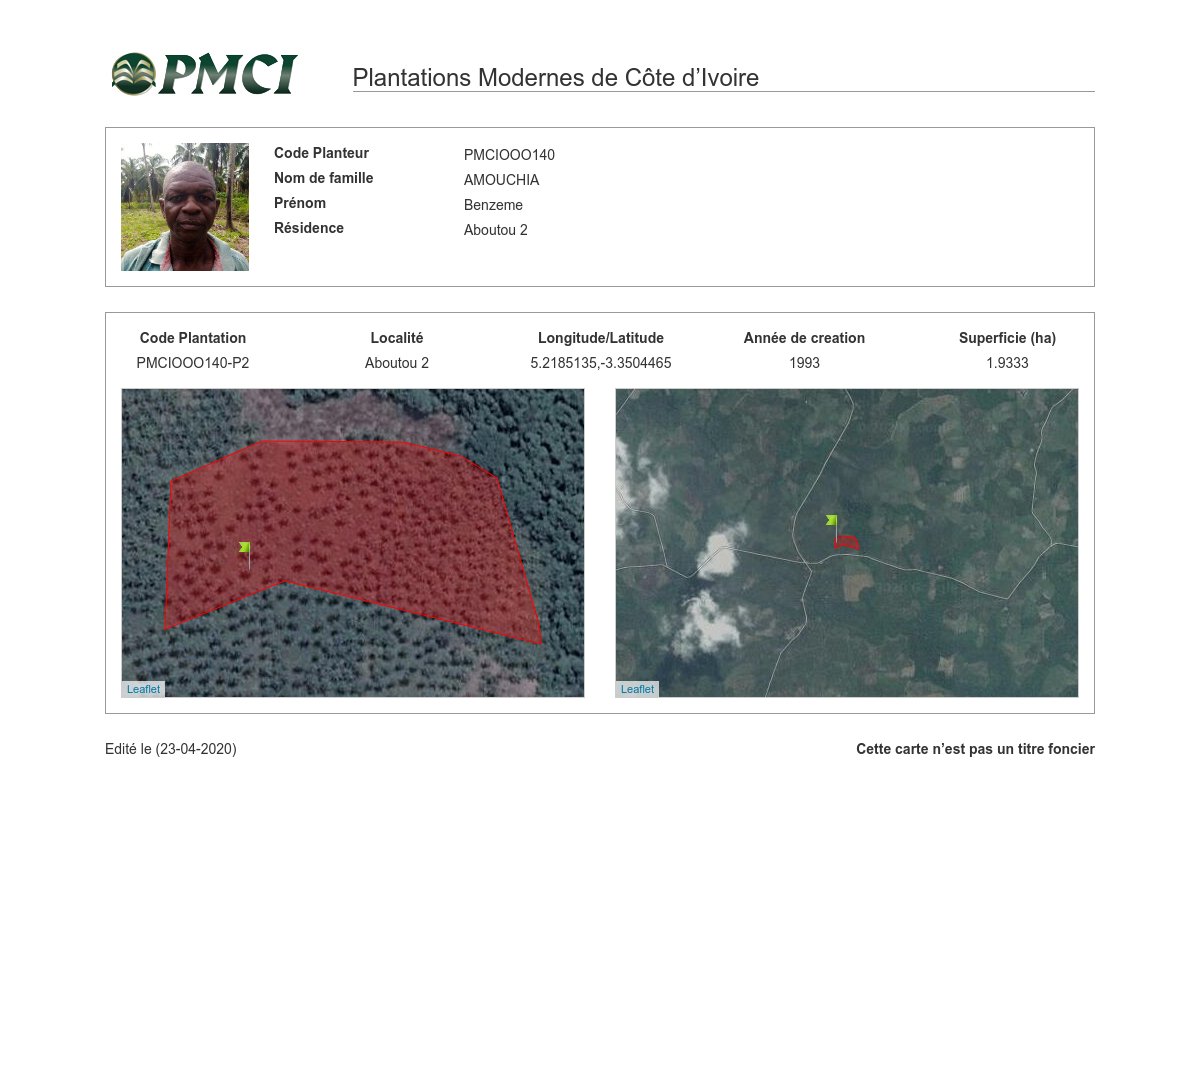 PMCI
Plantations Modernes de Côte d’Ivoire
Code Planteur PMCIOOO140
Nom de famille AMOUCHIA
Prénom Benzeme
Résidence Aboutou 2
Code Plantation Localité Longitude/Latitude Année de creation Superficie (ha)
PMCIOOO140-P2 Aboutou 2 5.2185135,-3.3504465 1993 1.9333
Leaflet Leaflet
Edité le (23-04-2020) Cette carte n’est pas un titre foncier